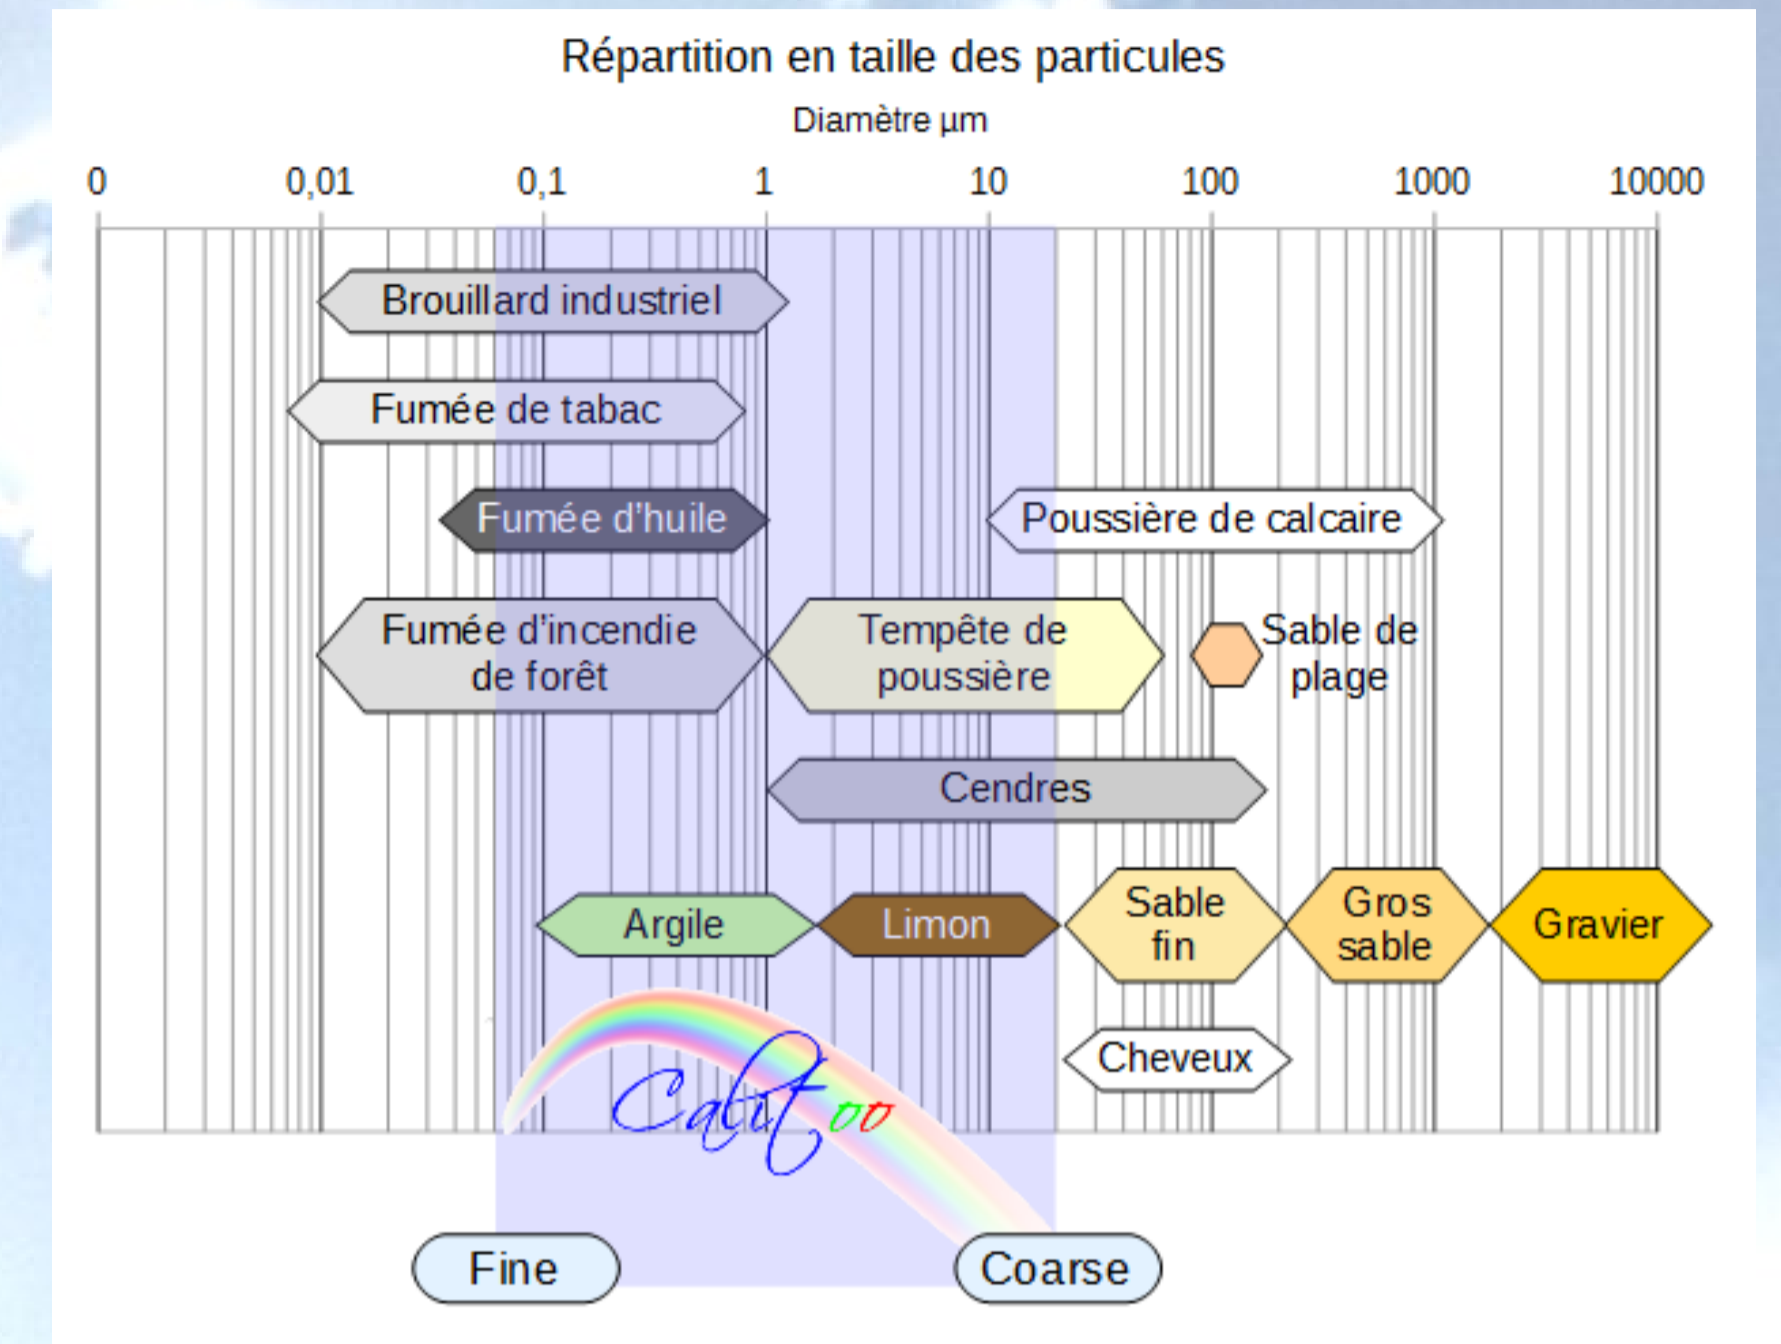 Répartition en taille des particules
Diamètre µm
0 0,01 0,1 1 10 100 1000 10000
Brouillard industriel
Fumée de tabac
Fumée d'huile
Poussière de calcaire
Fumée d'incendie
de forêt
Tempête de
poussière
Sable de
plage
Cendres
Argile
Limon
Sable
fin
Gros
sable
Gravier
Cheveux
Calitoo
Fine
Coarse